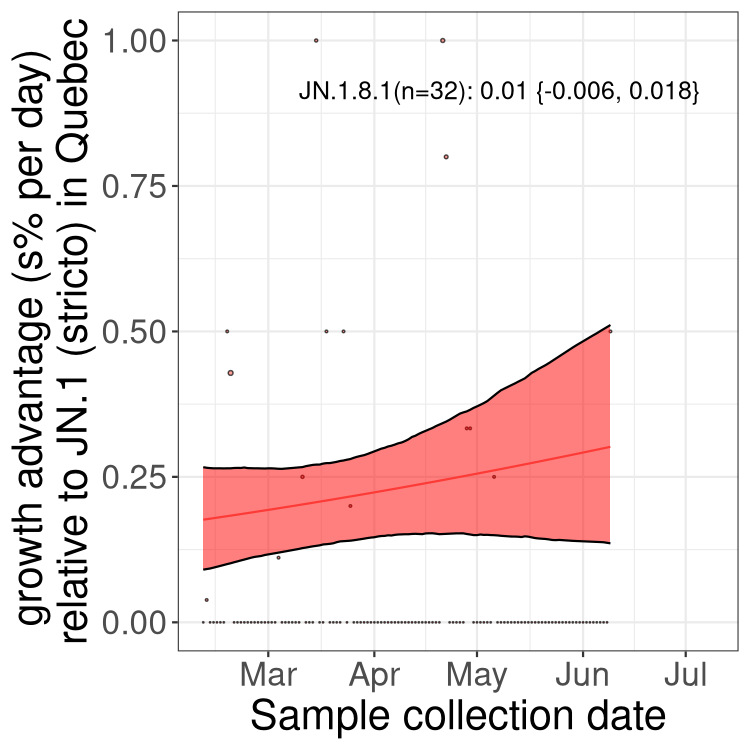 growth advantage (s% per day)
relative to JN.1 (stricto) in Quebec
1.00
0.75
0.50
0.25
0.00
JN.1.8.1(n=32): 0.01 {-0.006, 0.018}
Mar Apr May Jun Jul
Sample collection date